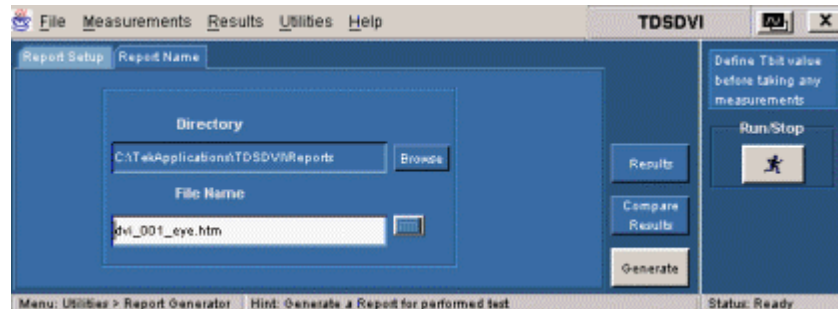 File Measurements Results Utilities Help TDSDVI
Report Setup Report Name
Define Tbit value
before taking any
measurements
Run/Stop
Directory
C:\TekApplications\TDSDVI\Reports
Browse
File Name
dvi_001_eye.htm
Results
Compare
Results
Generate
Menu: Utilities > Report Generator Hint: Generate a Report for performed test Status: Ready